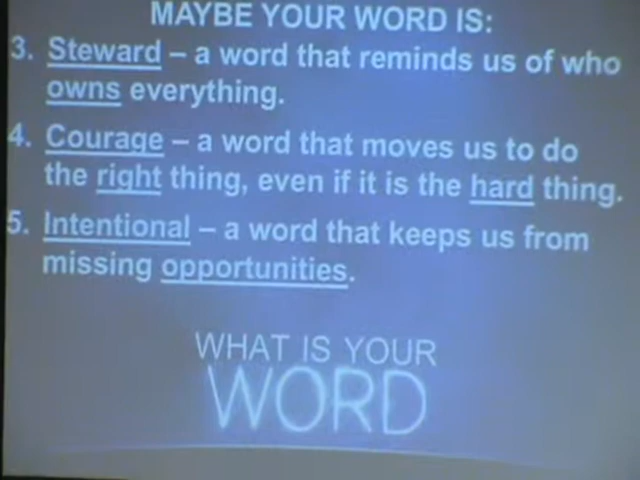 MAYBE YOUR WORD IS:
3. Steward – a word that reminds us of who
owns everything.
4. Courage – a word that moves us to do
the right thing, even if it is the hard thing.
5. Intentional – a word that keeps us from
missing opportunities.
WHAT IS YOUR
WORD